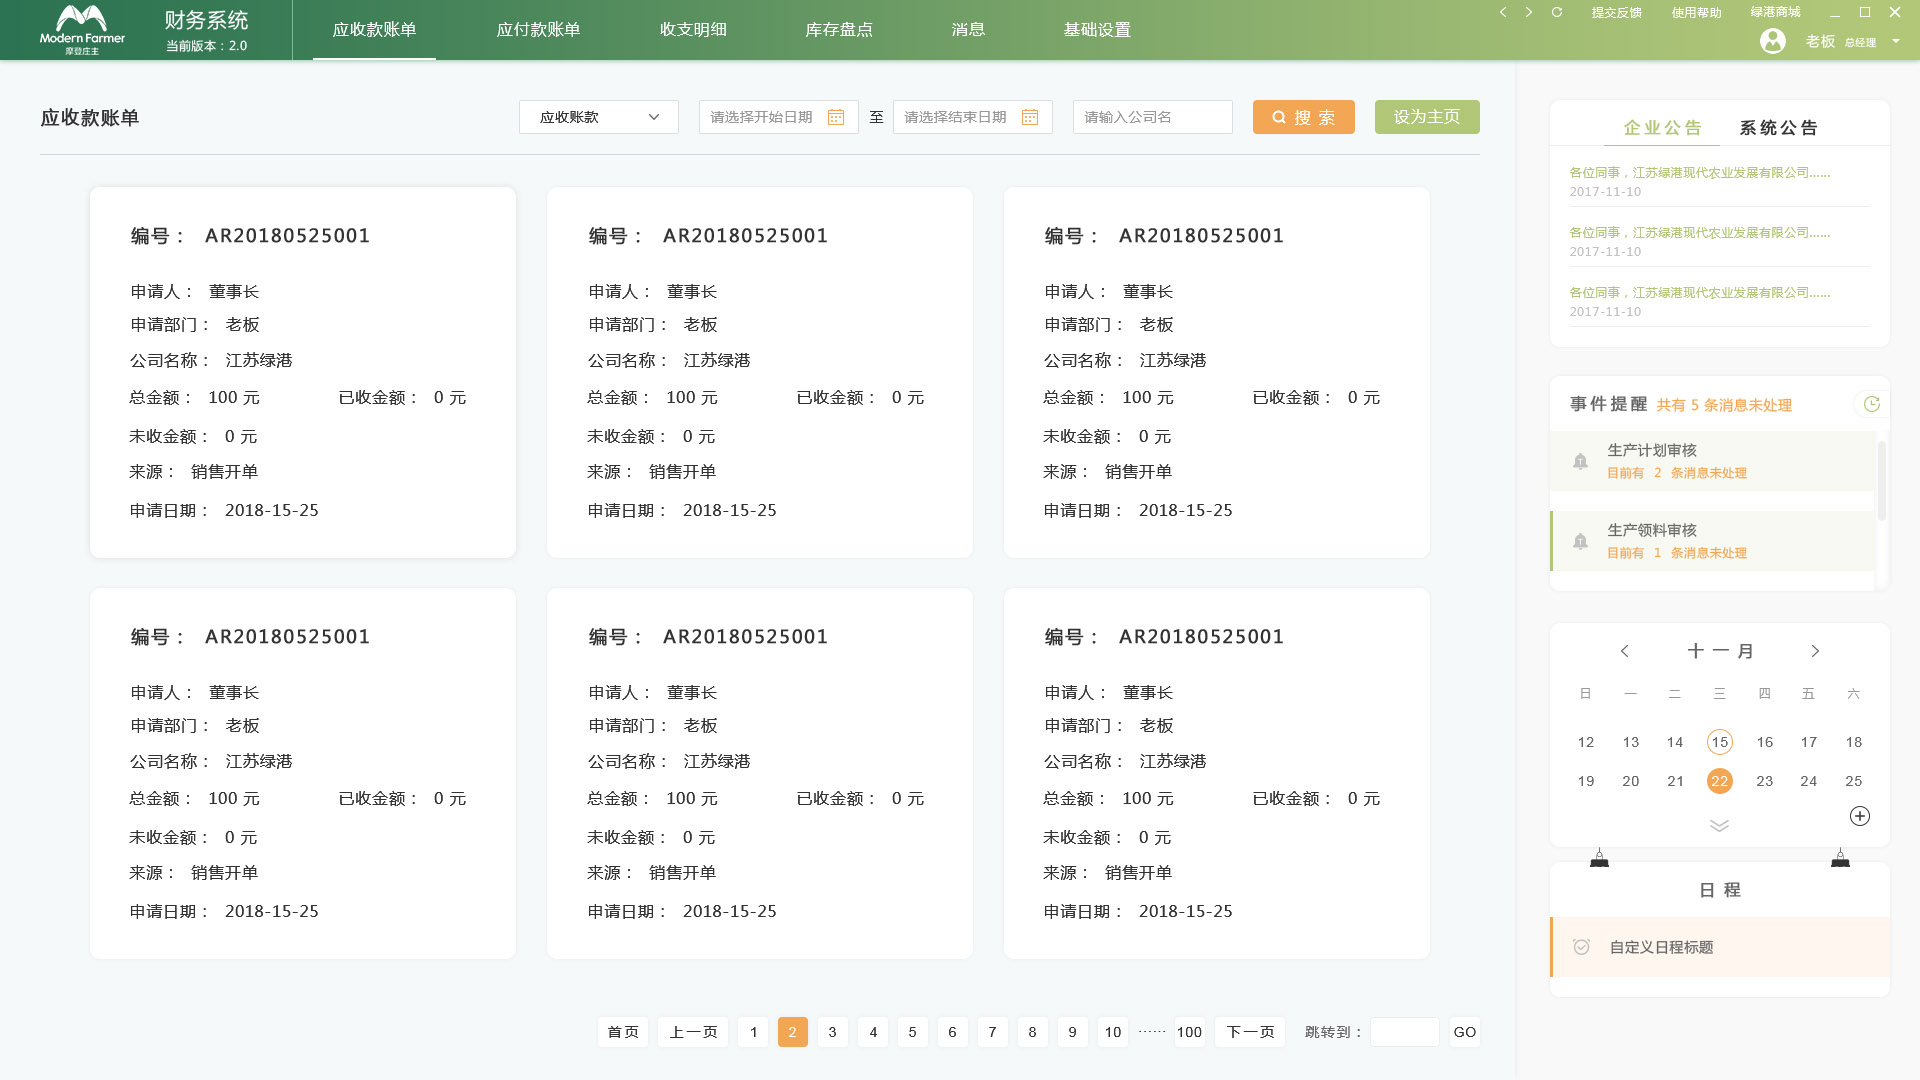 Modern Farmer
摩登庄主
财务系统
当前版本：2.0
应收款账单 应付款账单 收支明细 库存盘点 消息 基础设置
提交反馈 使用帮助 绿港商城
老板 总经理
应收款账单
应收账款 请选择开始日期 至 请选择结束日期 请输入公司名 搜 索 设为主页
编号： AR20180525001
申请人： 董事长
申请部门： 老板
公司名称： 江苏绿港
总金额： 100 元 已收金额： 0 元
未收金额： 0 元
来源： 销售开单
申请日期： 2018-15-25
编号： AR20180525001
申请人： 董事长
申请部门： 老板
公司名称： 江苏绿港
总金额： 100 元 已收金额： 0 元
未收金额： 0 元
来源： 销售开单
申请日期： 2018-15-25
编号： AR20180525001
申请人： 董事长
申请部门： 老板
公司名称： 江苏绿港
总金额： 100 元 已收金额： 0 元
未收金额： 0 元
来源： 销售开单
申请日期： 2018-15-25
编号： AR20180525001
申请人： 董事长
申请部门： 老板
公司名称： 江苏绿港
总金额： 100 元 已收金额： 0 元
未收金额： 0 元
来源： 销售开单
申请日期： 2018-15-25
编号： AR20180525001
申请人： 董事长
申请部门： 老板
公司名称： 江苏绿港
总金额： 100 元 已收金额： 0 元
未收金额： 0 元
来源： 销售开单
申请日期： 2018-15-25
编号： AR20180525001
申请人： 董事长
申请部门： 老板
公司名称： 江苏绿港
总金额： 100 元 已收金额： 0 元
未收金额： 0 元
来源： 销售开单
申请日期： 2018-15-25
首页 上一页 1 2 3 4 5 6 7 8 9 10 ······ 100 下一页 跳转到： GO
企业公告 系统公告
各位同事，江苏绿港现代农业发展有限公司......
2017-11-10
各位同事，江苏绿港现代农业发展有限公司......
2017-11-10
各位同事，江苏绿港现代农业发展有限公司......
2017-11-10
事件提醒 共有 5 条消息未处理
生产计划审核
目前有 2 条消息未处理
生产领料审核
目前有 1 条消息未处理
十一月
日 一 二 三 四 五 六
12 13 14 15 16 17 18
19 20 21 22 23 24 25
日 程
自定义日程标题